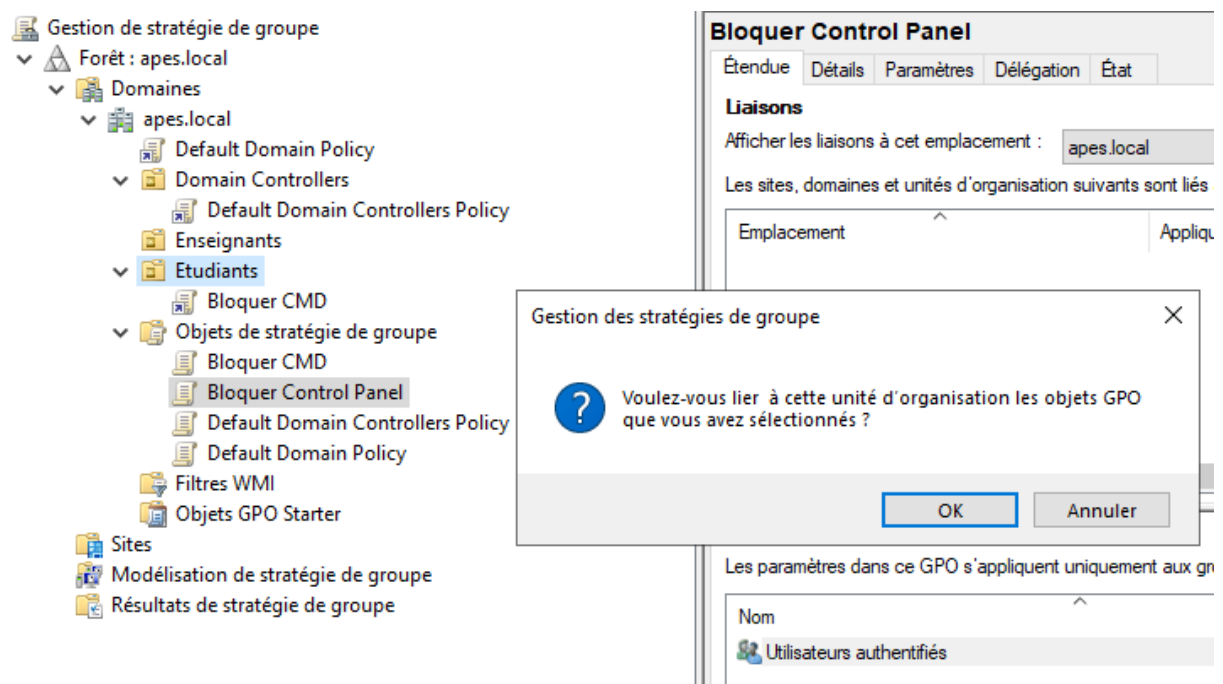 Gestion de stratégie de groupe
Forêt : apes.local
Domaines
apes.local
Default Domain Policy
Domain Controllers
Default Domain Controllers Policy
Enseignants
Etudiants
Bloquer CMD
Objets de stratégie de groupe
Bloquer CMD
Bloquer Control Panel
Default Domain Controllers Policy
Default Domain Policy
Filtres WMI
Objets GPO Starter
Sites
Modélisation de stratégie de groupe
Résultats de stratégie de groupe
Bloquer Control Panel
Étendue Détails Paramètres Délégation État
Liaisons
Afficher les liaisons à cet emplacement : apes.local
Les sites, domaines et unités d'organisation suivants sont liés
Emplacement Appliqu
Gestion des stratégies de groupe
Voulez-vous lier à cette unité d'organisation les objets GPO
que vous avez sélectionnés ?
OK Annuler
Les paramètres dans ce GPO s'appliquent uniquement aux gr
Nom
Utilisateurs authentifiés